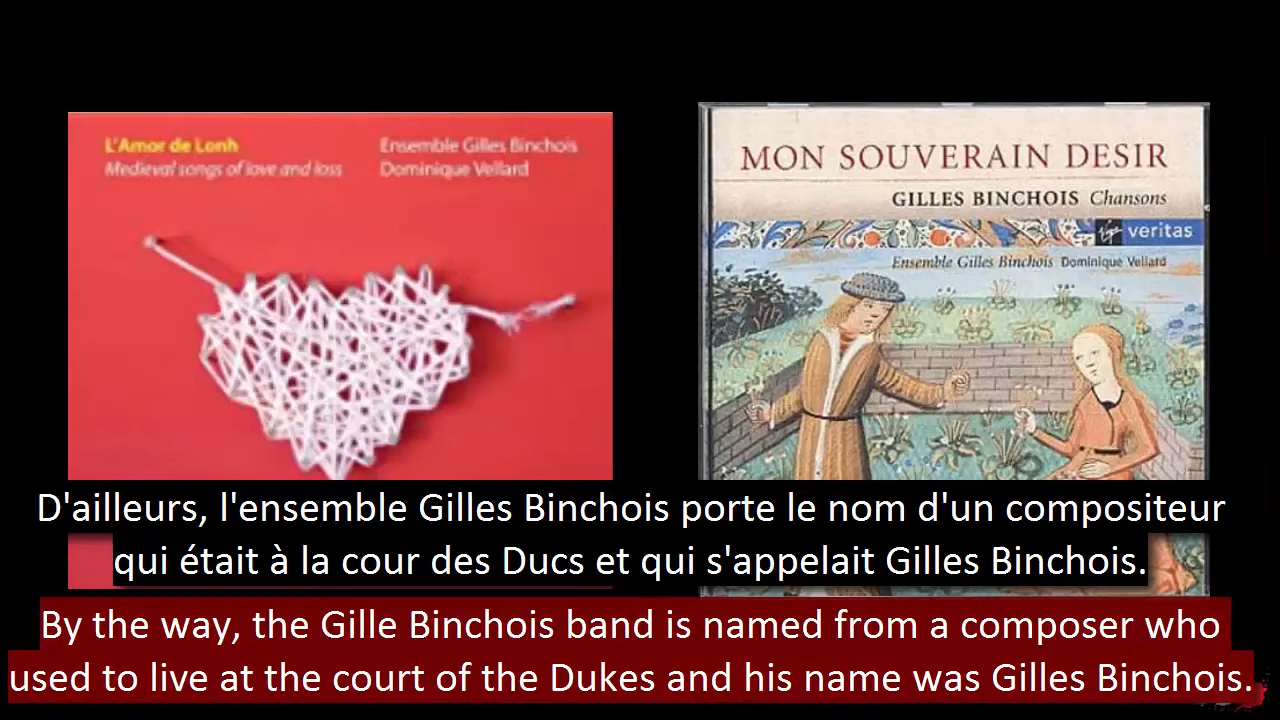 L'Amor de Lonh
Medieval songs of love and loss
Ensemble Gilles Binchois
Dominique Vellard
MON SOUVERAIN DESIR
GILLES BINCHOIS Chansons
Virgin veritas
Ensemble Gilles Binchois Dominique Vellard
D'ailleurs, l'ensemble Gilles Binchois porte le nom d'un compositeur
qui était à la cour des Ducs et qui s'appelait Gilles Binchois.
By the way, the Gille Binchois band is named from a composer who
used to live at the court of the Dukes and his name was Gilles Binchois.